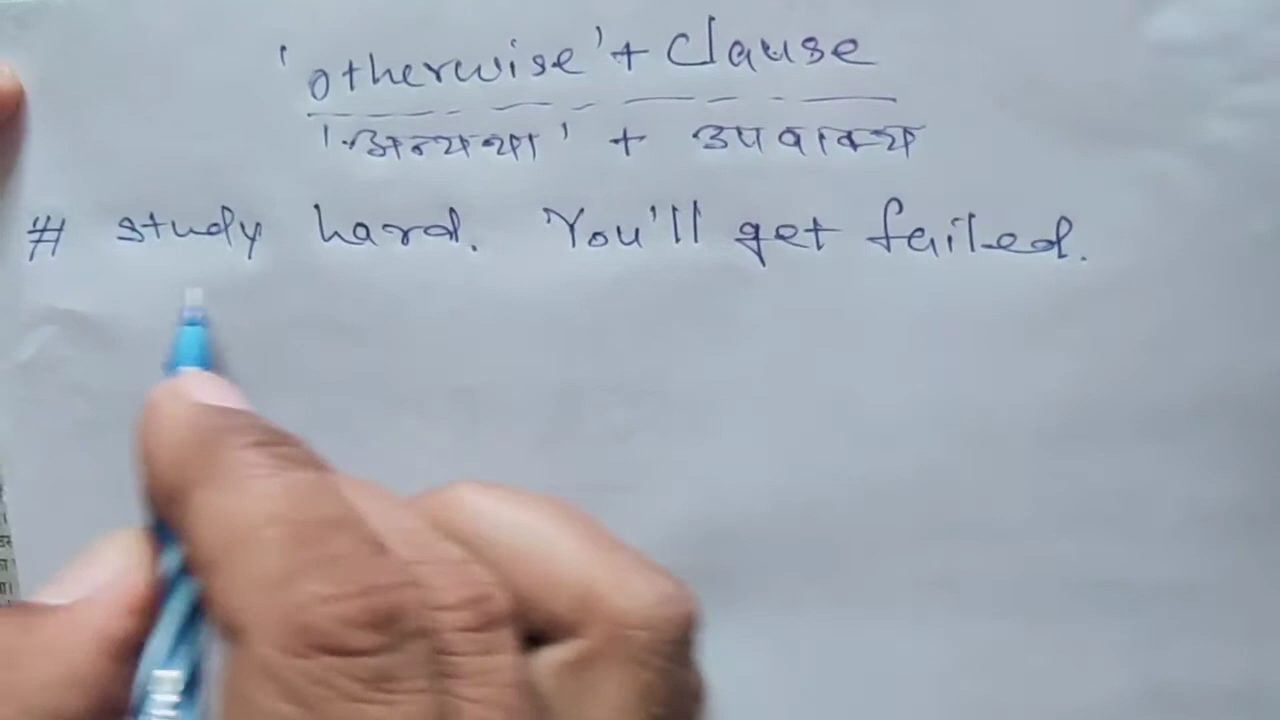 'otherwise' + Clause
'अन्यथा' + उपवाक्य
# study hard. You'll get failed.